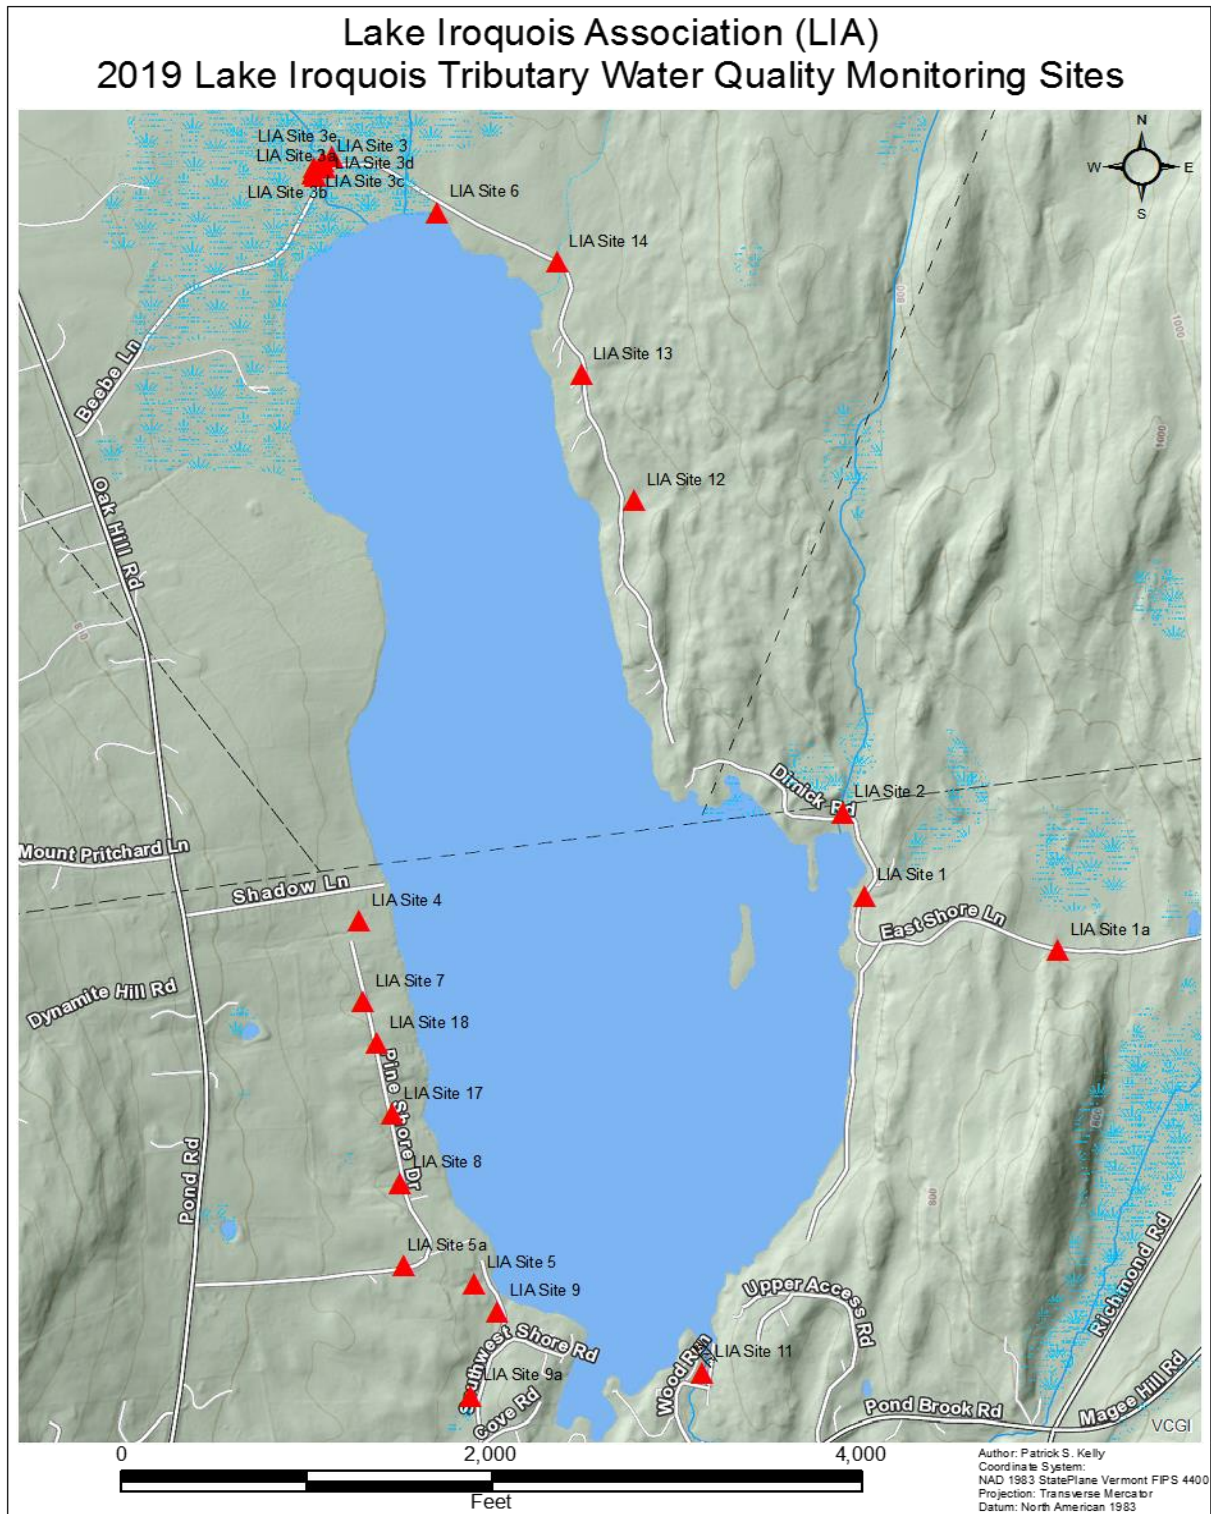 Lake Iroquois Association (LIA)
2019 Lake Iroquois Tributary Water Quality Monitoring Sites
N
W
E
S
LIA Site 3e
LIA Site 3
LIA Site 3a
LIA Site 3d
LIA Site 3c
LIA Site 3b
LIA Site 6
LIA Site 14
800
1000
LIA Site 13
Beebe Ln
1000
LIA Site 12
Oak Hill Rd
800
Dimick Rd
LIA Site 2
Mount Pritchard Ln
Shadow Ln
LIA Site 1
LIA Site 4
East Shore Ln
LIA Site 1a
LIA Site 7
Dynamite Hill Rd
LIA Site 18
Pine Shore Dr
LIA Site 17
800
LIA Site 8
Pond Rd
800
LIA Site 5a
LIA Site 5
LIA Site 9
Upper Access Rd
Richmond Rd
Southwest Shore Rd
LIA Site 11
Wood Run
LIA Site 9a
Cove Rd
Pond Brook Rd
Magee Hill Rd
VCGI
0
2,000
4,000
Feet
Author: Patrick S. Kelly
Coordinate System:
NAD 1983 StatePlane Vermont FIPS 4400
Projection: Transverse Mercator
Datum: North American 1983